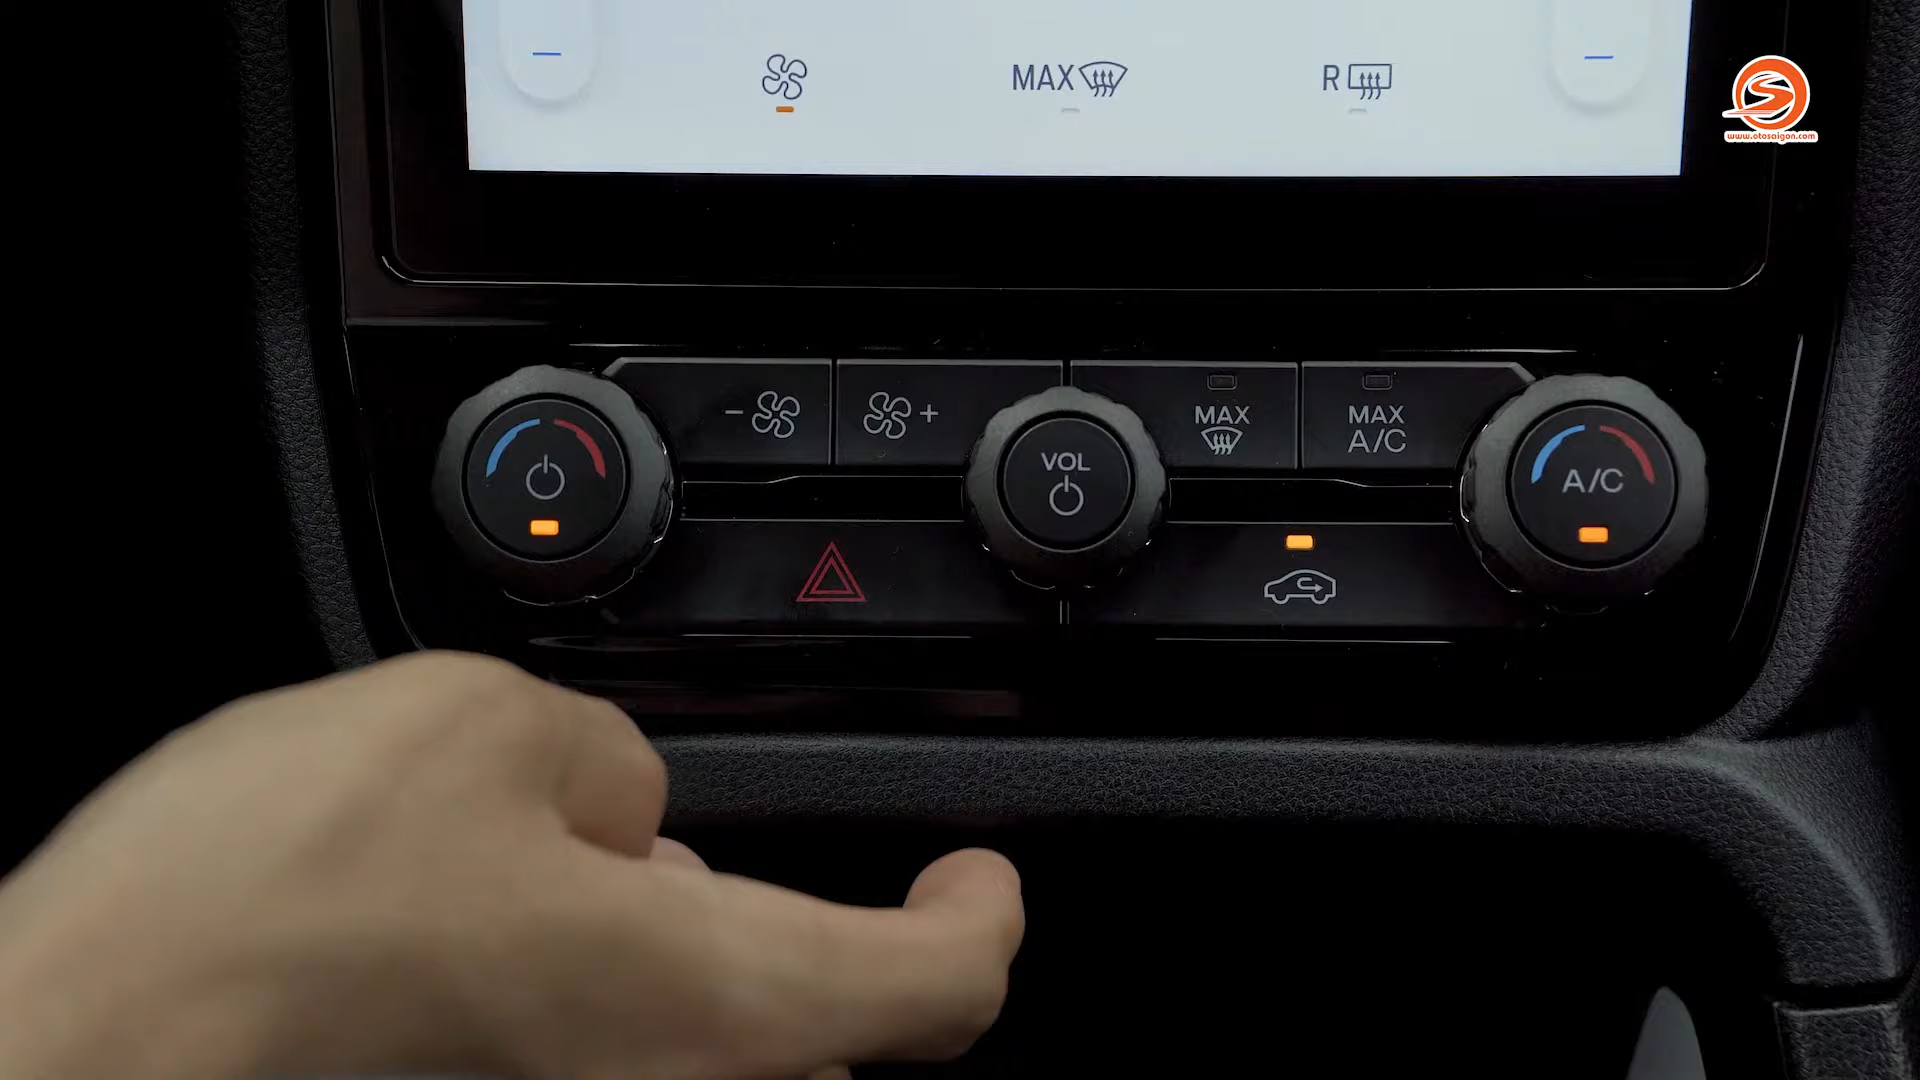 MAX
R
www.otosaigon.com
−
+
MAX
MAX
A/C
VOL
A/C